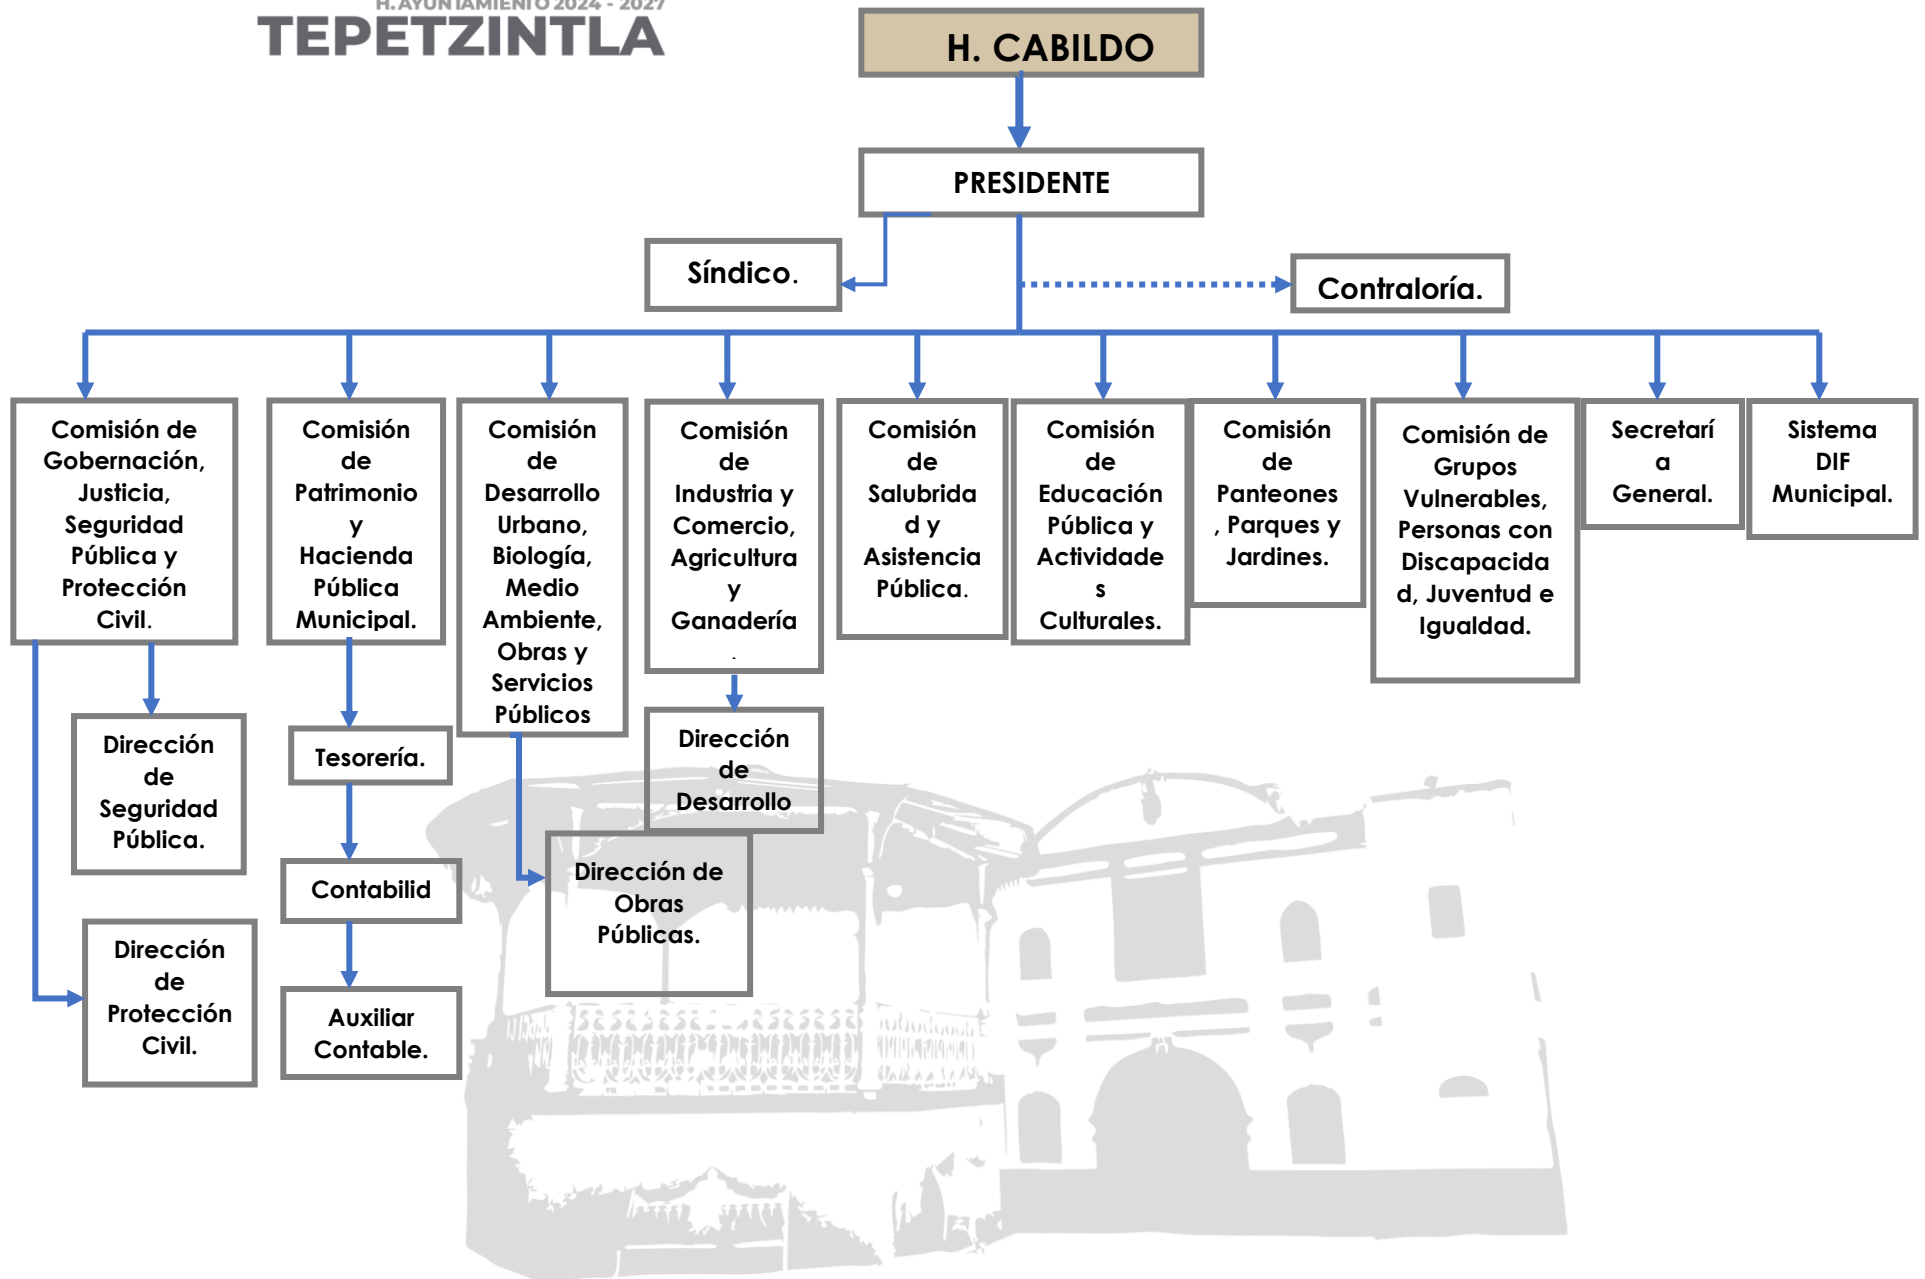 H. AYUNTAMIENTO 2024 - 2027
TEPETZINTLA
H. CABILDO
PRESIDENTE
Síndico.
Contraloría.
Comisión de
Gobernación,
Justicia,
Seguridad
Pública y
Protección
Civil.
Comisión
de
Patrimonio
y
Hacienda
Pública
Municipal.
Comisión
de
Desarrollo
Urbano,
Biología,
Medio
Ambiente,
Obras y
Servicios
Públicos
Comisión
de
Industria y
Comercio,
Agricultura
y
Ganadería
.
Comisión
de
Salubrida
d y
Asistencia
Pública.
Comisión
de
Educación
Pública y
Actividade
s
Culturales.
Comisión
de
Panteones
, Parques y
Jardines.
Comisión de
Grupos
Vulnerables,
Personas con
Discapacida
d, Juventud e
Igualdad.
Secretarí
a
General.
Sistema
DIF
Municipal.
Dirección
de
Seguridad
Pública.
Tesorería.
Dirección
de
Desarrollo
Contabilid
Dirección de
Obras
Públicas.
Dirección
de
Protección
Civil.
Auxiliar
Contable.